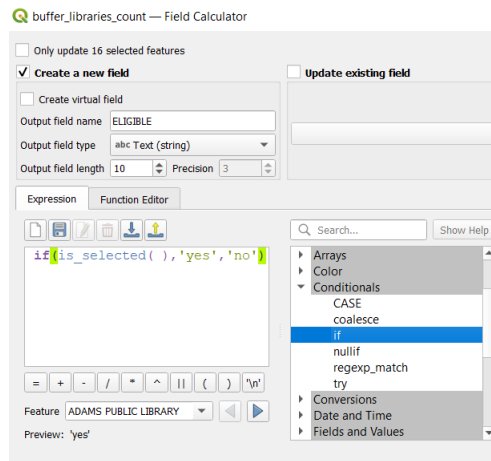 buffer_libraries_count — Field Calculator
Only update 16 selected features
Create a new field
Update existing field
Create virtual field
Output field name ELIGIBLE
Output field type abc Text (string)
Output field length 10 Precision 3
Expression Function Editor
Search... Show Help
if(is_selected( ),'yes','no')
Arrays
Color
Conditionals
CASE
coalesce
if
nullif
regexp_match
try
Conversions
Date and Time
Fields and Values
= + - / * ^ || ( ) '\n'
Feature ADAMS PUBLIC LIBRARY
Preview: 'yes'